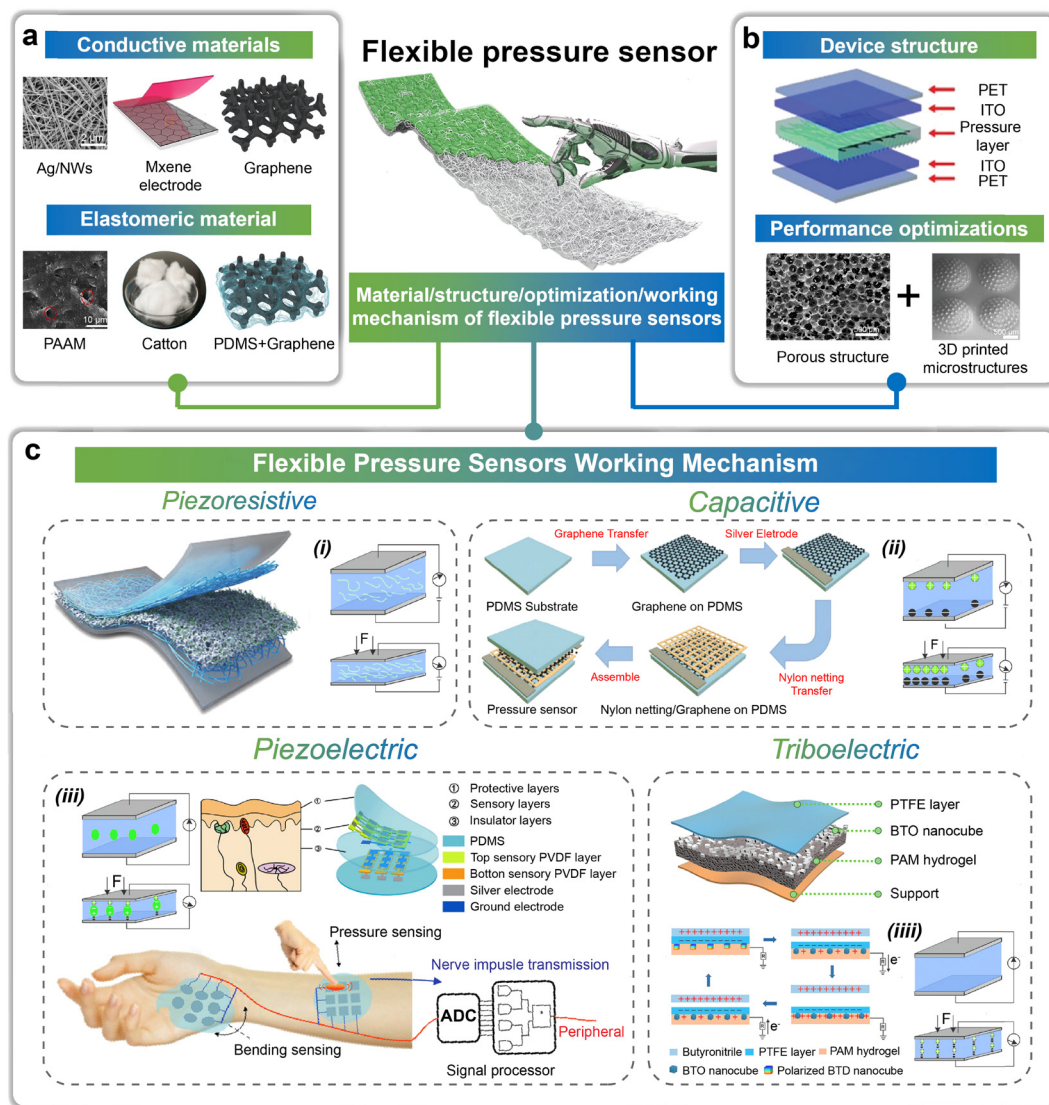 a
Conductive materials
2 μm
Ag/NWs
Mxene
electrode
Graphene
Elastomeric material
10 μm
PAAM
Catton
PDMS+Graphene
Flexible pressure sensor
Material/structure/optimization/working
mechanism of flexible pressure sensors
b
Device structure
PET
ITO
Pressure
layer
ITO
PET
Performance optimizations
+
500 μm
Porous structure
3D printed
microstructures
c
Flexible Pressure Sensors Working Mechanism
Piezoresistive
(i)
F
Capacitive
Graphene Transfer
Silver Eletrode
PDMS Substrate
Graphene on PDMS
Assemble
Nylon netting
Transfer
Pressure sensor
Nylon netting/Graphene on PDMS
(ii)
F
Piezoelectric
(iii)
F
①
②
③
① Protective layers
② Sensory layers
③ Insulator layers
PDMS
Top sensory PVDF layer
Botton sensory PVDF layer
Silver electrode
Ground electrode
Pressure sensing
Nerve impusle transmission
ADC
Peripheral
Bending sensing
Signal processor
Triboelectric
PTFE layer
BTO nanocube
PAM hydrogel
Support
(iiii)
e-
e-
F
Butyronitrile
PTFE layer
PAM hydrogel
BTO nanocube
Polarized BTD nanocube